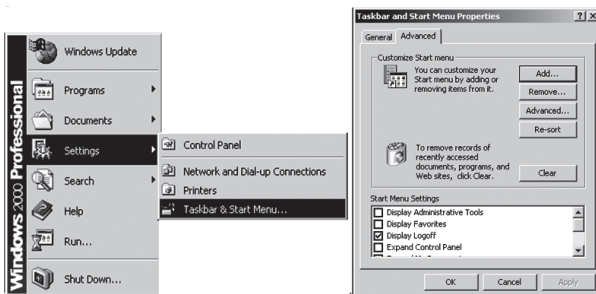 Windows 2000 Professional
Windows Update
Programs
Documents
Settings
Search
Help
Run...
Shut Down...
Control Panel
Network and Dial-up Connections
Printers
Taskbar & Start Menu...
Taskbar and Start Menu Properties
General
Advanced
Customize Start menu
You can customize your
Start menu by adding or
removing items from it.
Add...
Remove...
Advanced...
Re-sort
To remove records of
recently accessed
documents, programs, and
Web sites, click Clear.
Clear
Start Menu Settings
Display Administrative Tools
Display Favorites
Display Logoff
Expand Control Panel
OK
Cancel
Apply